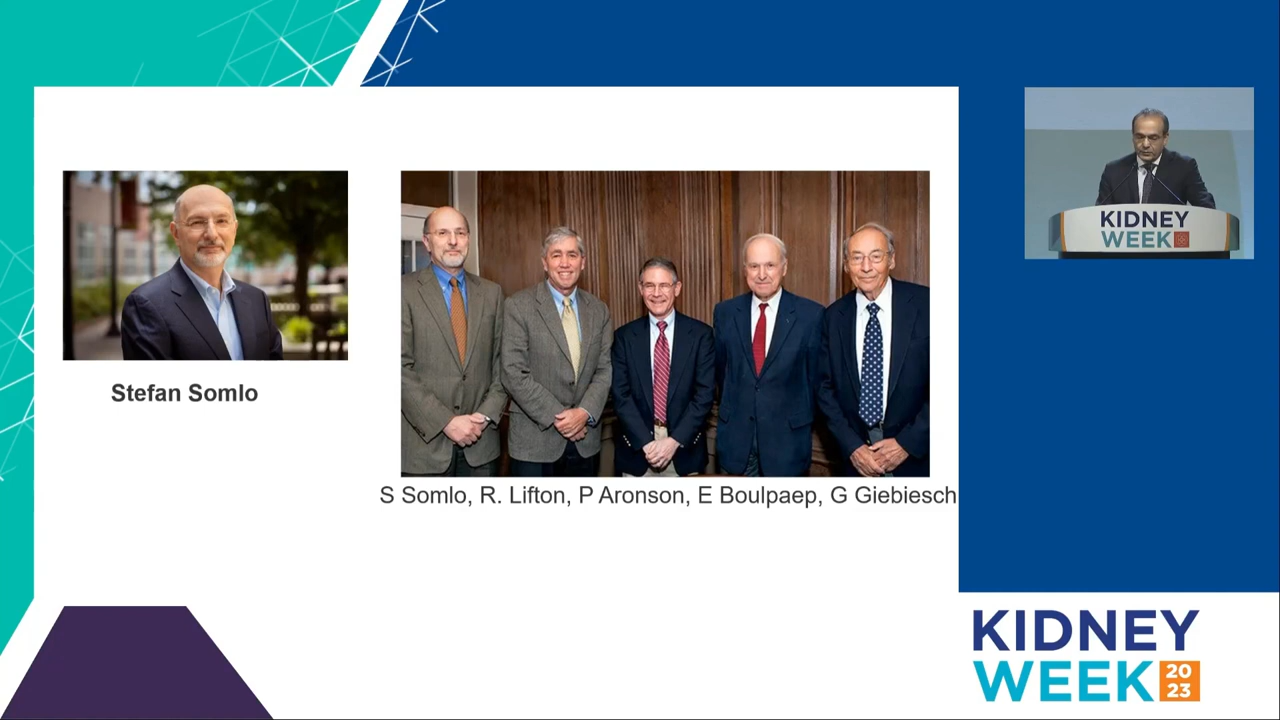 Stefan Somlo
S Somlo, R. Lifton, P Aronson, E Boulpaep, G Giebiesch
KIDNEY
WEEK
KIDNEY
WEEK 20
23